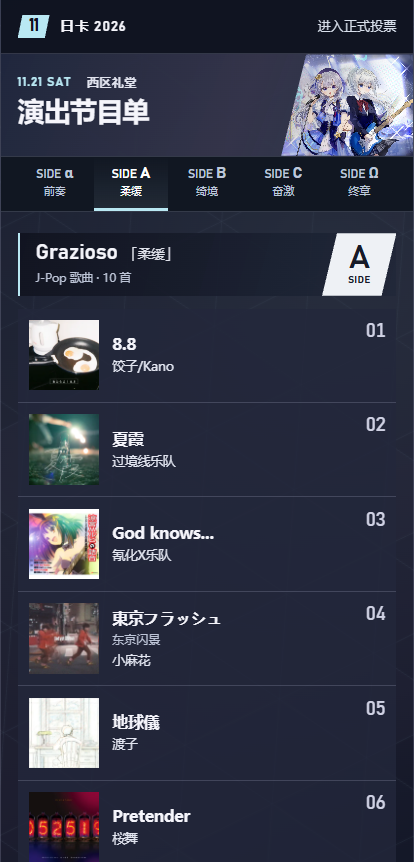 11 日卡 2026 进入正式投票
11.21 SAT 西区礼堂
演出节目单
SIDE α SIDE A SIDE B SIDE C SIDE Ω
前奏 柔缓 绮境 奋激 终章
Grazioso 「柔缓」
J-Pop 歌曲 · 10 首
A
SIDE
8.8
饺子/Kano
01
夏霞
过境线乐队
02
God knows...
氪化X乐队
03
東京フラッシュ
东京闪景
小麻花
04
地球儀
渡子
05
Pretender
桜舞
06